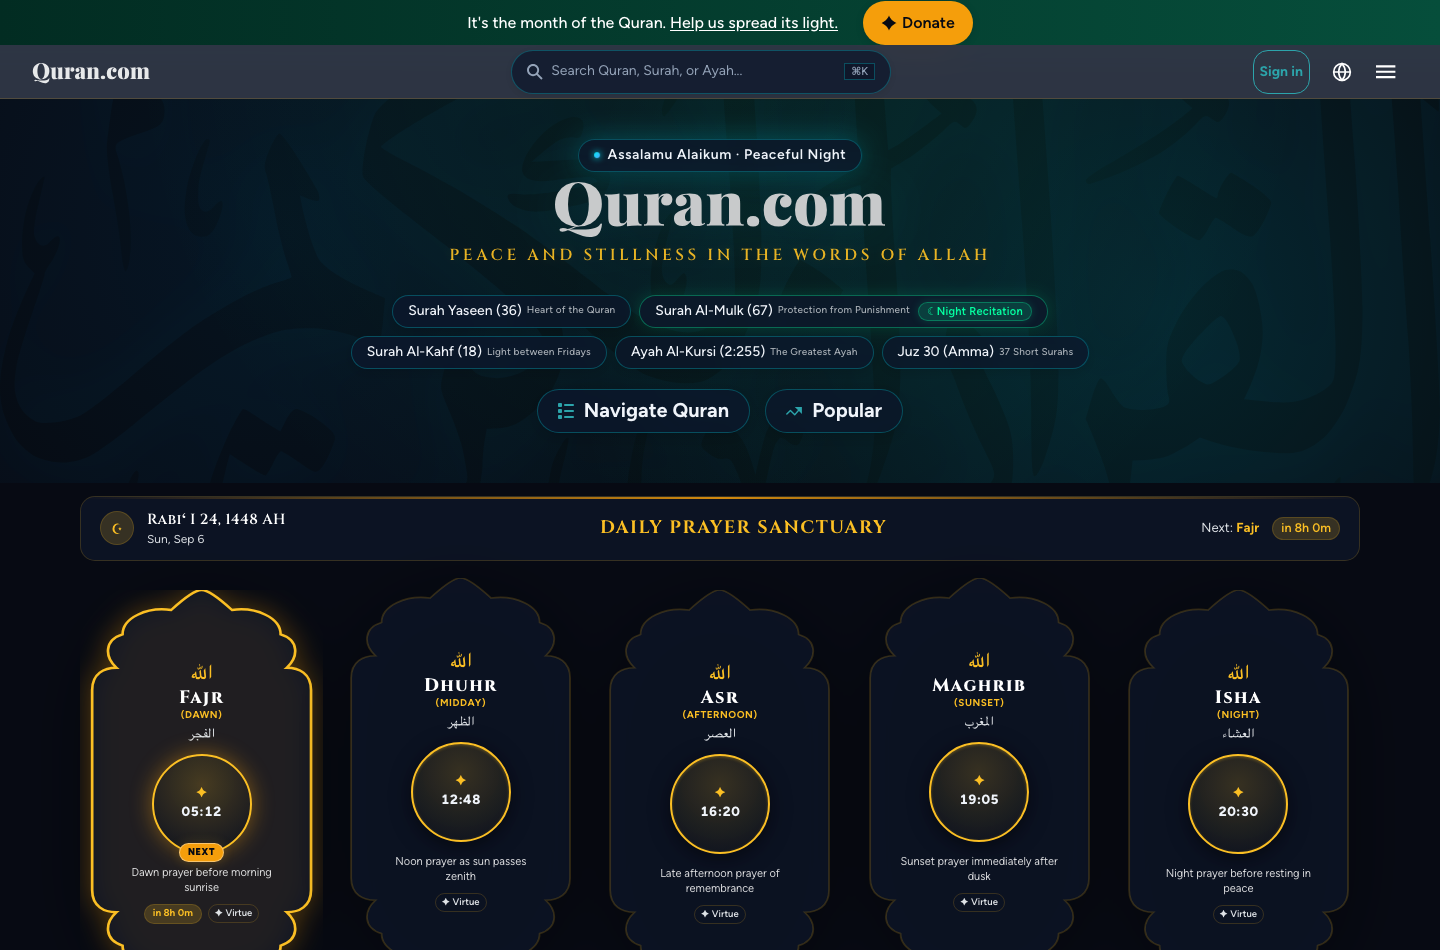 It's the month of the Quran. Help us spread its light. ✦ Donate
Quran.com
Search Quran, Surah, or Ayah...
⌘K
Sign in
Assalamu Alaikum · Peaceful Night
Quran.com
PEACE AND STILLNESS IN THE WORDS OF ALLAH
Surah Yaseen (36) Heart of the Quran
Surah Al-Mulk (67) Protection from Punishment ☾ Night Recitation
Surah Al-Kahf (18) Light between Fridays
Ayah Al-Kursi (2:255) The Greatest Ayah
Juz 30 (Amma) 37 Short Surahs
Navigate Quran
Popular
Rabiʻ I 24, 1448 AH
Sun, Sep 6
DAILY PRAYER SANCTUARY
Next: Fajr in 8h 0m
الله
Fajr
(DAWN)
الفجر
✦
05:12
NEXT
Dawn prayer before morning
sunrise
in 8h 0m
✦ Virtue
الله
Dhuhr
(MIDDAY)
الظهر
✦
12:48
Noon prayer as sun passes
zenith
✦ Virtue
الله
Asr
(AFTERNOON)
العصر
✦
16:20
Late afternoon prayer of
remembrance
✦ Virtue
الله
Maghrib
(SUNSET)
المغرب
✦
19:05
Sunset prayer immediately after
dusk
✦ Virtue
الله
Isha
(NIGHT)
العشاء
✦
20:30
Night prayer before resting in
peace
✦ Virtue